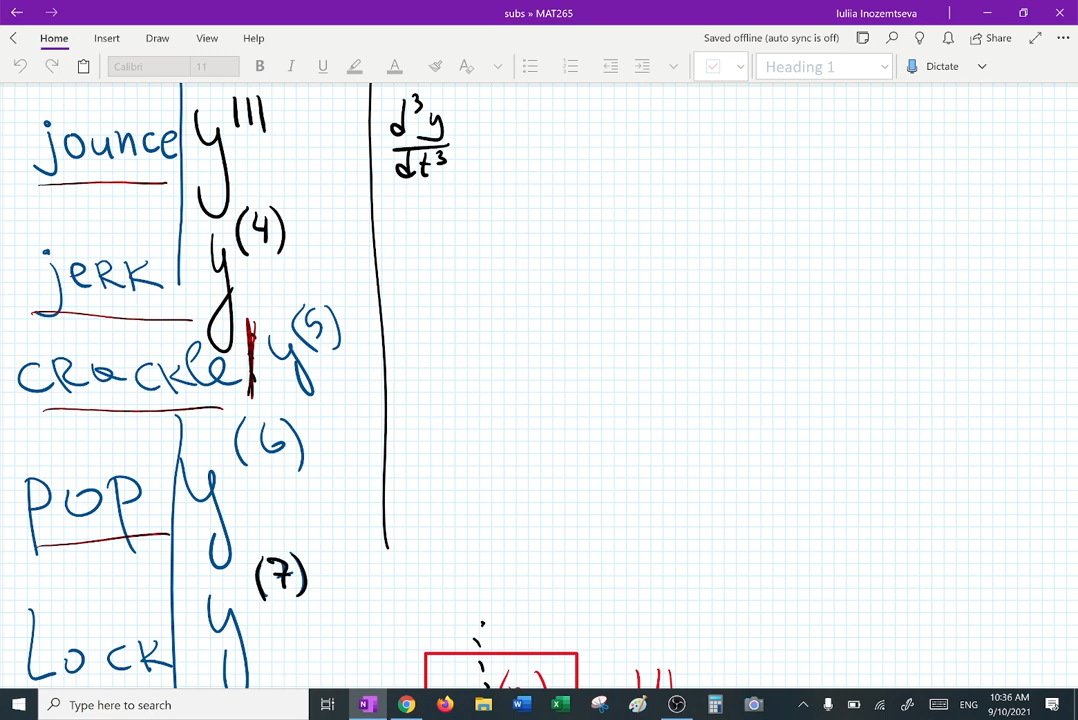 subs » MAT265
Iuliia Inozemtseva
Home Insert Draw View Help
Saved offline (auto sync is off)
Share
Calibri 11
B I U A
Heading 1
Dictate
jounce y''' d³y/dt³
jerk y(4)
crackle y(5)
pop y(6)
Lock y(7)
Type here to search
ENG
10:36 AM
9/10/2021